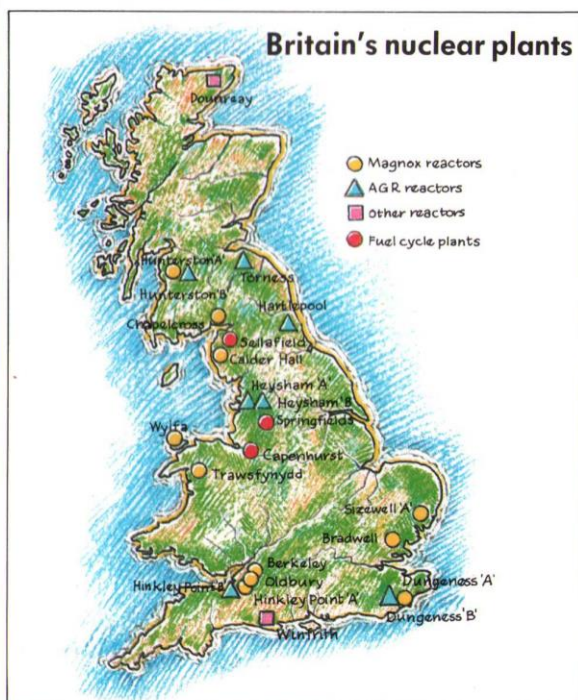 Britain's nuclear plants
Dounreay
Magnox reactors
AGR reactors
Other reactors
Fuel cycle plants
Hunterston 'A'
Torness
Hunterston 'B'
Hartlepool
Chapelcross
Sellafield
Calder Hall
Heysham 'A'
Heysham 'B'
Springfields
Wylfa
Capenhurst
Trawsfynydd
Sizewell 'A'
Bradwell
Berkeley
Oldbury
Hinkley Point 'B'
Hinkley Point 'A'
Dungeness 'A'
Dungeness 'B'
Winfrith